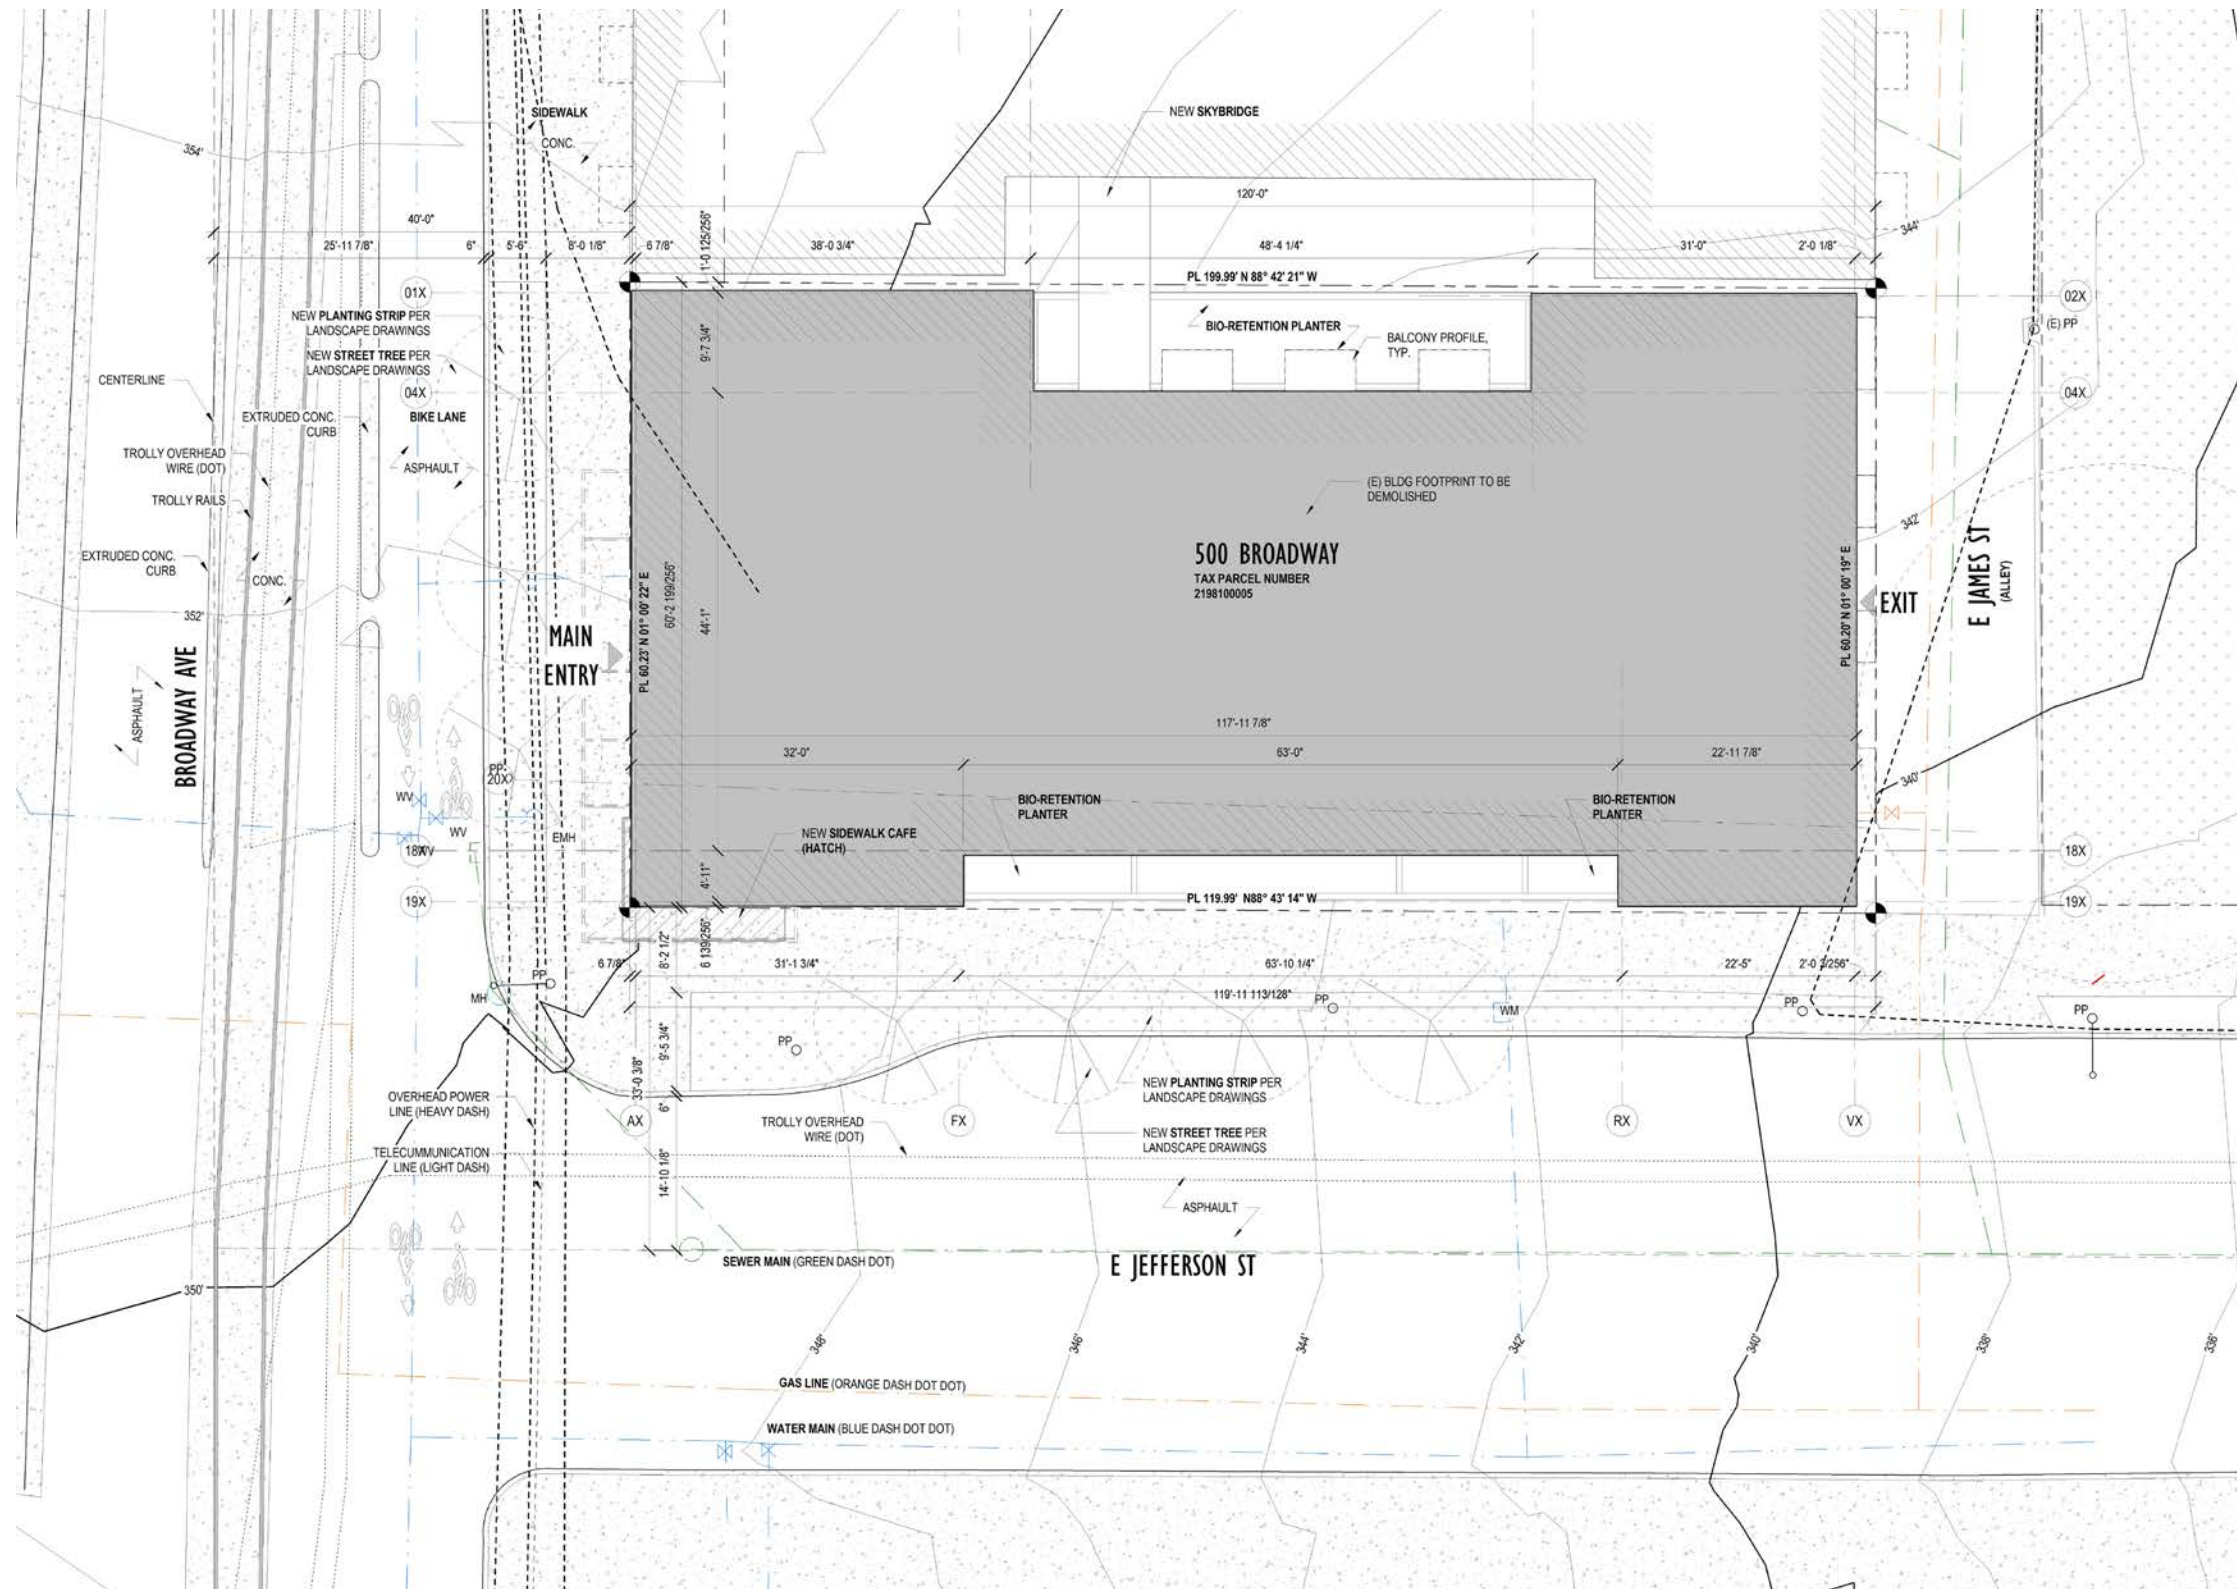 NEW SKYBRIDGE
SIDEWALK
CONC.
354'
120'-0"
40'-0"
344'
25'-11 7/8"
6"
5'-6"
8'-0 1/8"
6 7/8"
1'-0 125/256"
38'-0 3/4"
48'-4 1/4"
31'-0"
2'-0 1/8"
PL 199.99' N 88° 42' 21" W
01X
02X
NEW PLANTING STRIP PER
LANDSCAPE DRAWINGS
BIO-RETENTION PLANTER
(E) PP
9'-7 3/4"
BALCONY PROFILE,
TYP.
NEW STREET TREE PER
LANDSCAPE DRAWINGS
CENTERLINE
04X
04X
EXTRUDED CONC.
CURB
BIKE LANE
TROLLY OVERHEAD
WIRE (DOT)
ASPHAULT
TROLLY RAILS
(E) BLDG FOOTPRINT TO BE
DEMOLISHED
342'
EXTRUDED CONC.
CURB
CONC.
500 BROADWAY
TAX PARCEL NUMBER
2198100005
352'
PL 60.23' N 01° 00' 22" E
60'-2 199/256"
44'-1"
PL 60.20' N 01° 00' 19" E
EXIT
E JAMES ST
(ALLEY)
MAIN
ENTRY
BROADWAY AVE
ASPHAULT
117'-11 7/8"
32'-0"
63'-0"
22'-11 7/8"
PP
20X
340'
WV
WV
BIO-RETENTION
PLANTER
BIO-RETENTION
PLANTER
EMH
NEW SIDEWALK CAFE
(HATCH)
18X
WV
18X
4'-11"
19X
PL 119.99' N88° 43' 14" W
19X
6 7/8"
8'-2 1/2"
6 139/256"
31'-1 3/4"
63'-10 1/4"
22'-5"
2'-0 3/256"
PP
MH
119'-11 113/128"
PP
WM
PP
PP
PP
9'-5 3/4"
33'-0 3/8"
6"
OVERHEAD POWER
LINE (HEAVY DASH)
NEW PLANTING STRIP PER
LANDSCAPE DRAWINGS
AX
FX
RX
VX
TROLLY OVERHEAD
WIRE (DOT)
NEW STREET TREE PER
LANDSCAPE DRAWINGS
TELECUMMUNICATION
LINE (LIGHT DASH)
14'-10 1/8"
ASPHAULT
SEWER MAIN (GREEN DASH DOT)
E JEFFERSON ST
350'
348'
346'
344'
342'
340'
338'
336'
GAS LINE (ORANGE DASH DOT DOT)
WATER MAIN (BLUE DASH DOT DOT)